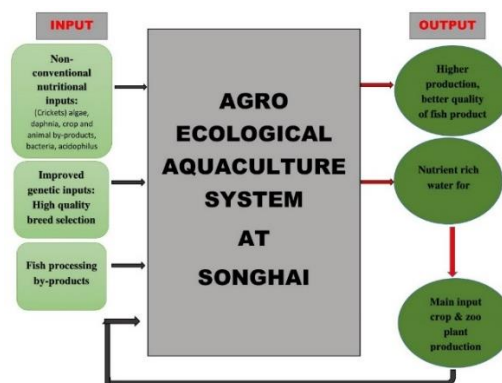 INPUT
OUTPUT
Non-
conventional
nutritional
inputs:
(Crickets) algae,
daphnia, crop and
animal by-products,
bacteria, acidophilus
Improved
genetic inputs:
High quality
breed selection
Fish processing
by-products
AGRO
ECOLOGICAL
AQUACULTURE
SYSTEM
AT
SONGHAI
Higher
production,
better quality
of fish product
Nutrient rich
water for
Main input
crop & zoo
plant
production